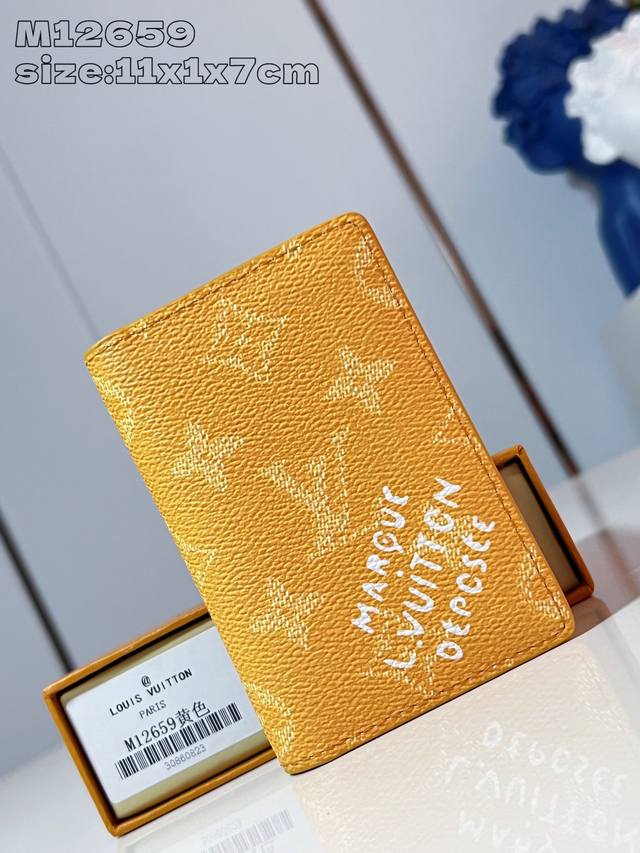 M12659
size:11x1x7cm
MARQUE
L.VUITTON
DEPOSEE
@
LOUIS VUITTON
PARIS
M12659黄色
30860823